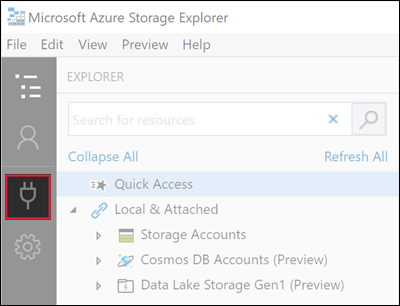 Microsoft Azure Storage Explorer
File Edit View Preview Help
EXPLORER
Search for resources
Collapse All Refresh All
Quick Access
Local & Attached
Storage Accounts
Cosmos DB Accounts (Preview)
Data Lake Storage Gen1 (Preview)